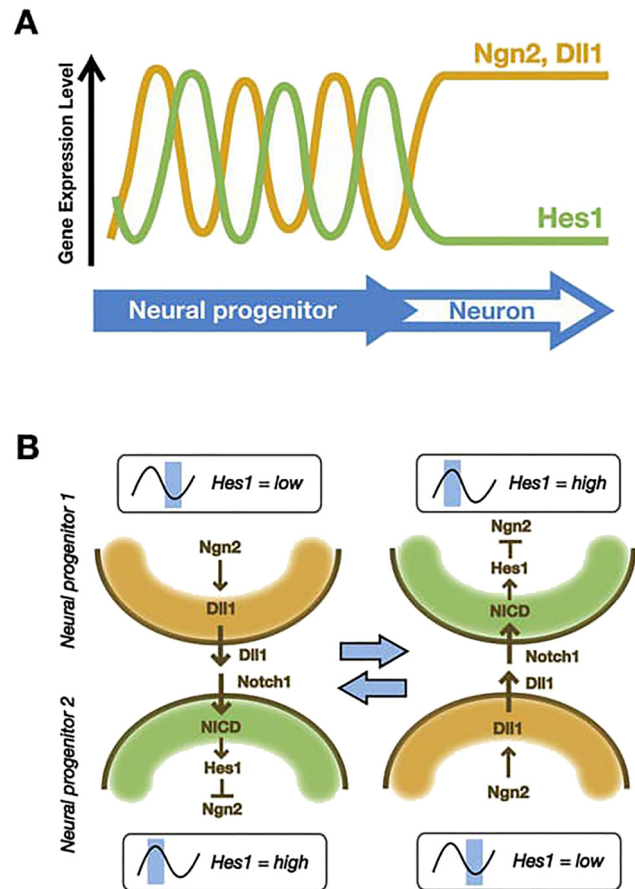 A
Gene Expression Level
Ngn2, Dll1
Hes1
Neural progenitor
Neuron
B
Neural progenitor 1
Neural progenitor 2
Hes1 = low
Ngn2
Dll1
Dll1
Notch1
NICD
Hes1
Ngn2
Hes1 = high
Hes1 = high
Ngn2
Hes1
NICD
Notch1
Dll1
Dll1
Ngn2
Hes1 = low